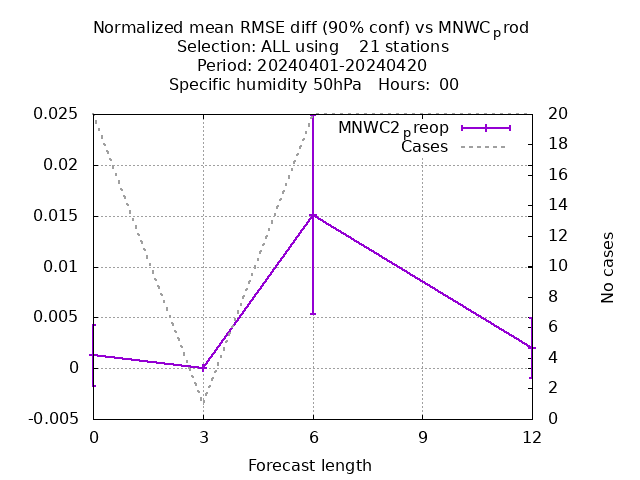 Normalized mean RMSE diff (90% conf) vs MNWCprod
Selection: ALL using 21 stations
Period: 20240401-20240420
Specific humidity 50hPa Hours: 00
0.025
0.02
0.015
0.01
0.005
0
-0.005
MNWC2preop
Cases
20
18
16
14
12
10
8
6
4
2
0
No cases
0 3 6 9 12
Forecast length